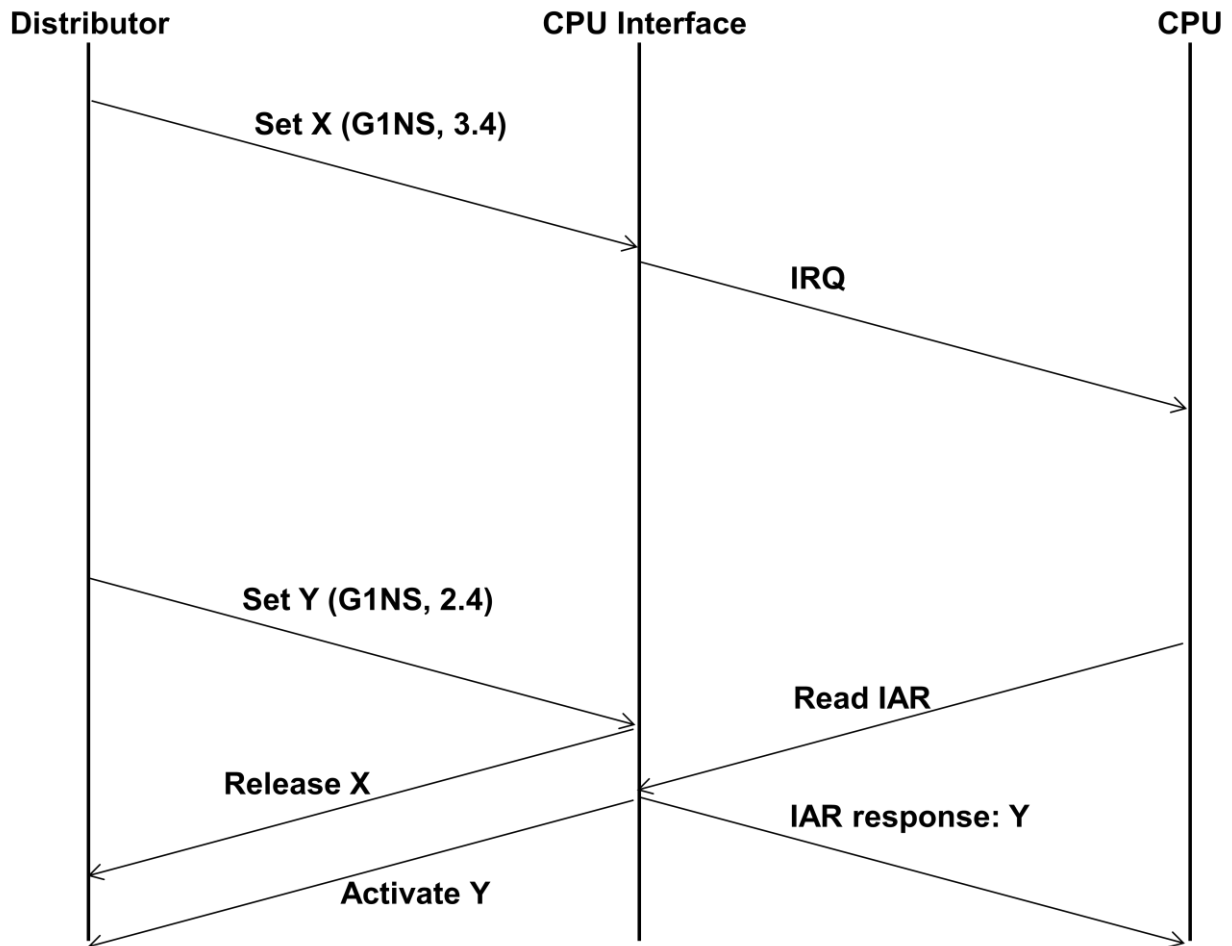 Distributor
CPU Interface
CPU
Set X (G1NS, 3.4)
IRQ
Set Y (G1NS, 2.4)
Read IAR
Release X
IAR response: Y
Activate Y